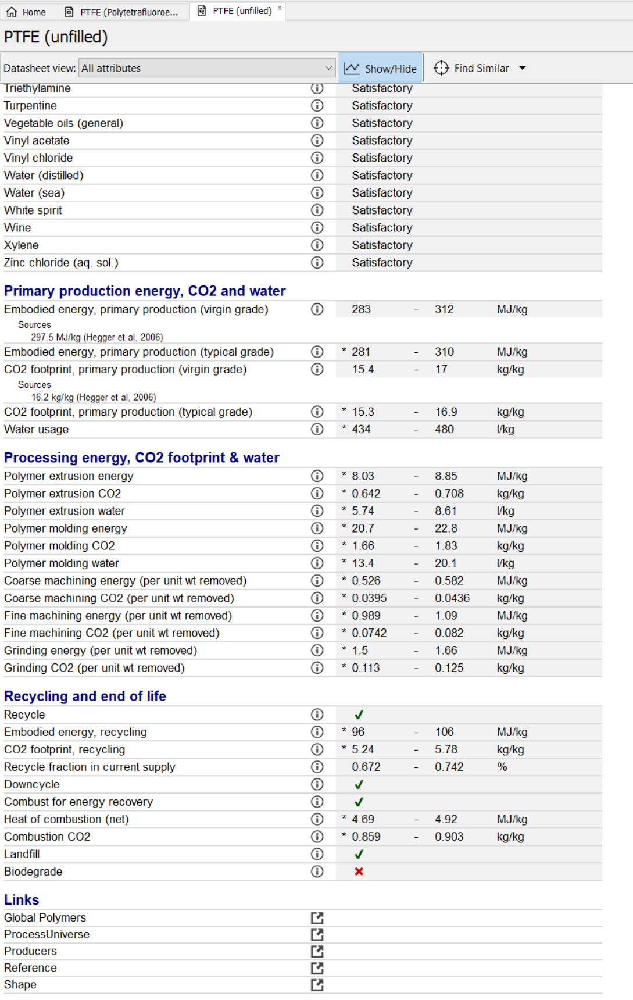 Home PTFE (Polytetrafluoroe... PTFE (unfilled) x
PTFE (unfilled)
Datasheet view: All attributes Show/Hide Find Similar
Triethylamine Satisfactory
Turpentine Satisfactory
Vegetable oils (general) Satisfactory
Vinyl acetate Satisfactory
Vinyl chloride Satisfactory
Water (distilled) Satisfactory
Water (sea) Satisfactory
White spirit Satisfactory
Wine Satisfactory
Xylene Satisfactory
Zinc chloride (aq. sol.) Satisfactory
Primary production energy, CO2 and water
Embodied energy, primary production (virgin grade) 283 - 312 MJ/kg
Sources
297.5 MJ/kg (Hegger et al, 2006)
Embodied energy, primary production (typical grade) * 281 - 310 MJ/kg
CO2 footprint, primary production (virgin grade) 15.4 - 17 kg/kg
Sources
16.2 kg/kg (Hegger et al, 2006)
CO2 footprint, primary production (typical grade) * 15.3 - 16.9 kg/kg
Water usage * 434 - 480 l/kg
Processing energy, CO2 footprint & water
Polymer extrusion energy * 8.03 - 8.85 MJ/kg
Polymer extrusion CO2 * 0.642 - 0.708 kg/kg
Polymer extrusion water * 5.74 - 8.61 l/kg
Polymer molding energy * 20.7 - 22.8 MJ/kg
Polymer molding CO2 * 1.66 - 1.83 kg/kg
Polymer molding water * 13.4 - 20.1 l/kg
Coarse machining energy (per unit wt removed) * 0.526 - 0.582 MJ/kg
Coarse machining CO2 (per unit wt removed) * 0.0395 - 0.0436 kg/kg
Fine machining energy (per unit wt removed) * 0.989 - 1.09 MJ/kg
Fine machining CO2 (per unit wt removed) * 0.0742 - 0.082 kg/kg
Grinding energy (per unit wt removed) * 1.5 - 1.66 MJ/kg
Grinding CO2 (per unit wt removed) * 0.113 - 0.125 kg/kg
Recycling and end of life
Recycle ✓
Embodied energy, recycling * 96 - 106 MJ/kg
CO2 footprint, recycling * 5.24 - 5.78 kg/kg
Recycle fraction in current supply 0.672 - 0.742 %
Downcycle ✓
Combust for energy recovery ✓
Heat of combustion (net) * 4.69 - 4.92 MJ/kg
Combustion CO2 * 0.859 - 0.903 kg/kg
Landfill ✓
Biodegrade ✗
Links
Global Polymers
ProcessUniverse
Producers
Reference
Shape